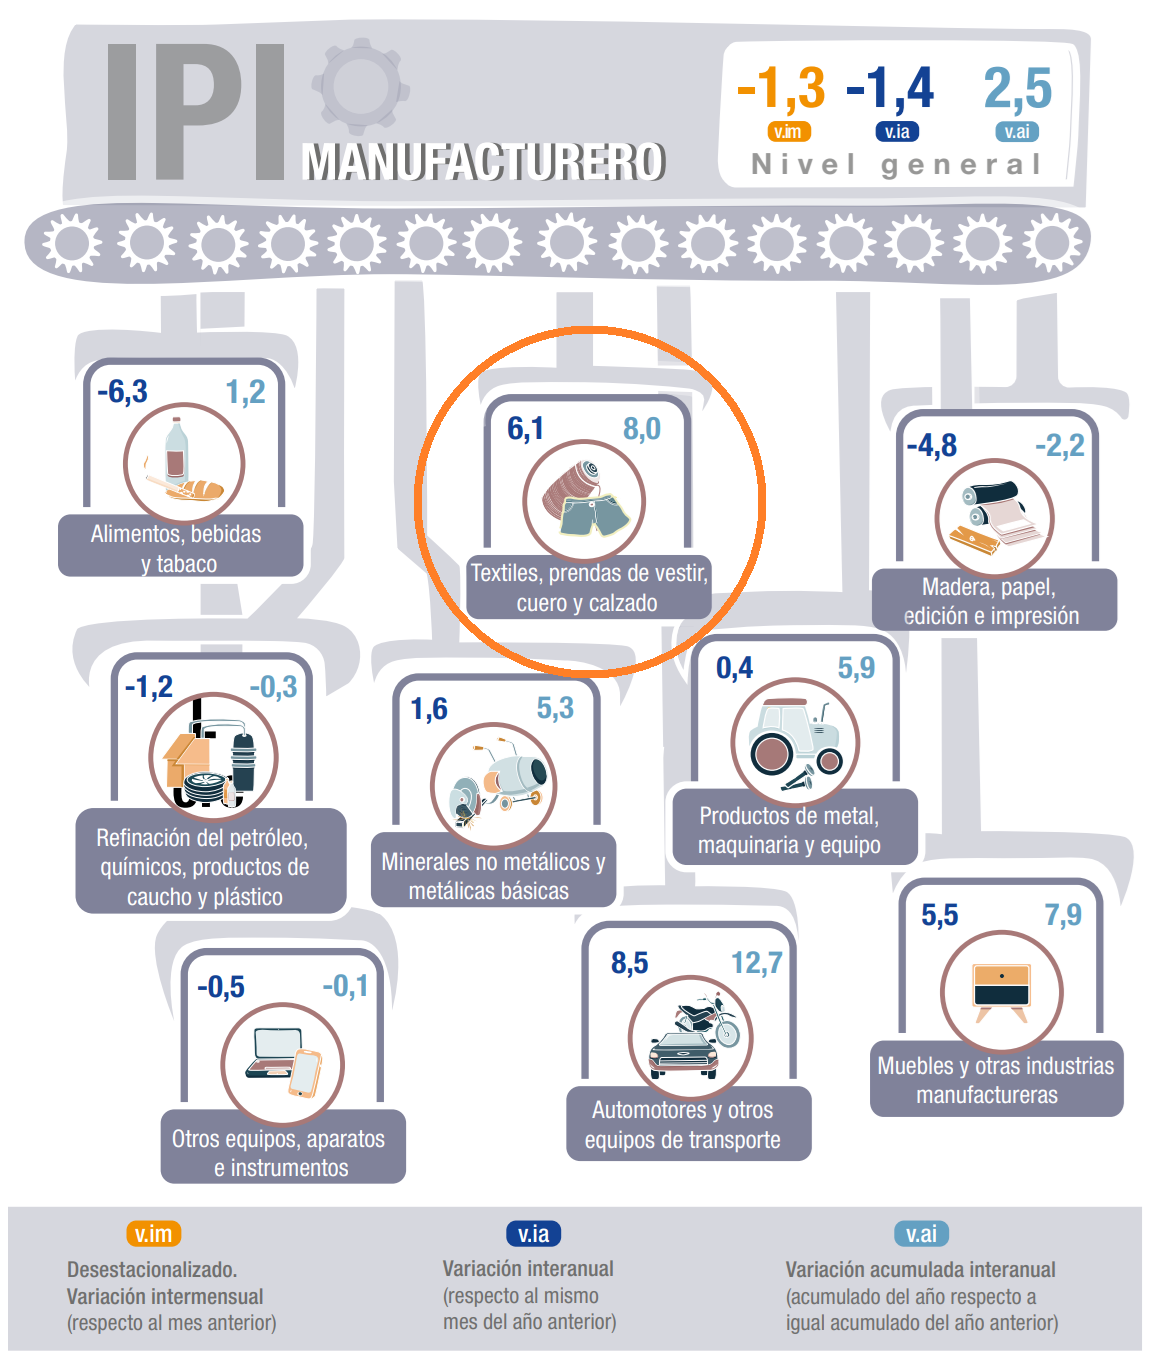 IPI
MANUFACTURERO
-1,3 -1,4 2,5
v.im v.ia v.ai
Nivel general
-6,3 1,2
Alimentos, bebidas
y tabaco
6,1 8,0
Textiles, prendas de vestir,
cuero y calzado
-4,8 -2,2
Madera, papel,
edición e impresión
-1,2 -0,3
Refinación del petróleo,
químicos, productos de
caucho y plástico
1,6 5,3
Minerales no metálicos y
metálicas básicas
0,4 5,9
Productos de metal,
maquinaria y equipo
5,5 7,9
Muebles y otras industrias
manufactureras
-0,5 -0,1
Otros equipos, aparatos
e instrumentos
8,5 12,7
Automotores y otros
equipos de transporte
v.im
Desestacionalizado.
Variación intermensual
(respecto al mes anterior)
v.ia
Variación interanual
(respecto al mismo
mes del año anterior)
v.ai
Variación acumulada interanual
(acumulado del año respecto a
igual acumulado del año anterior)